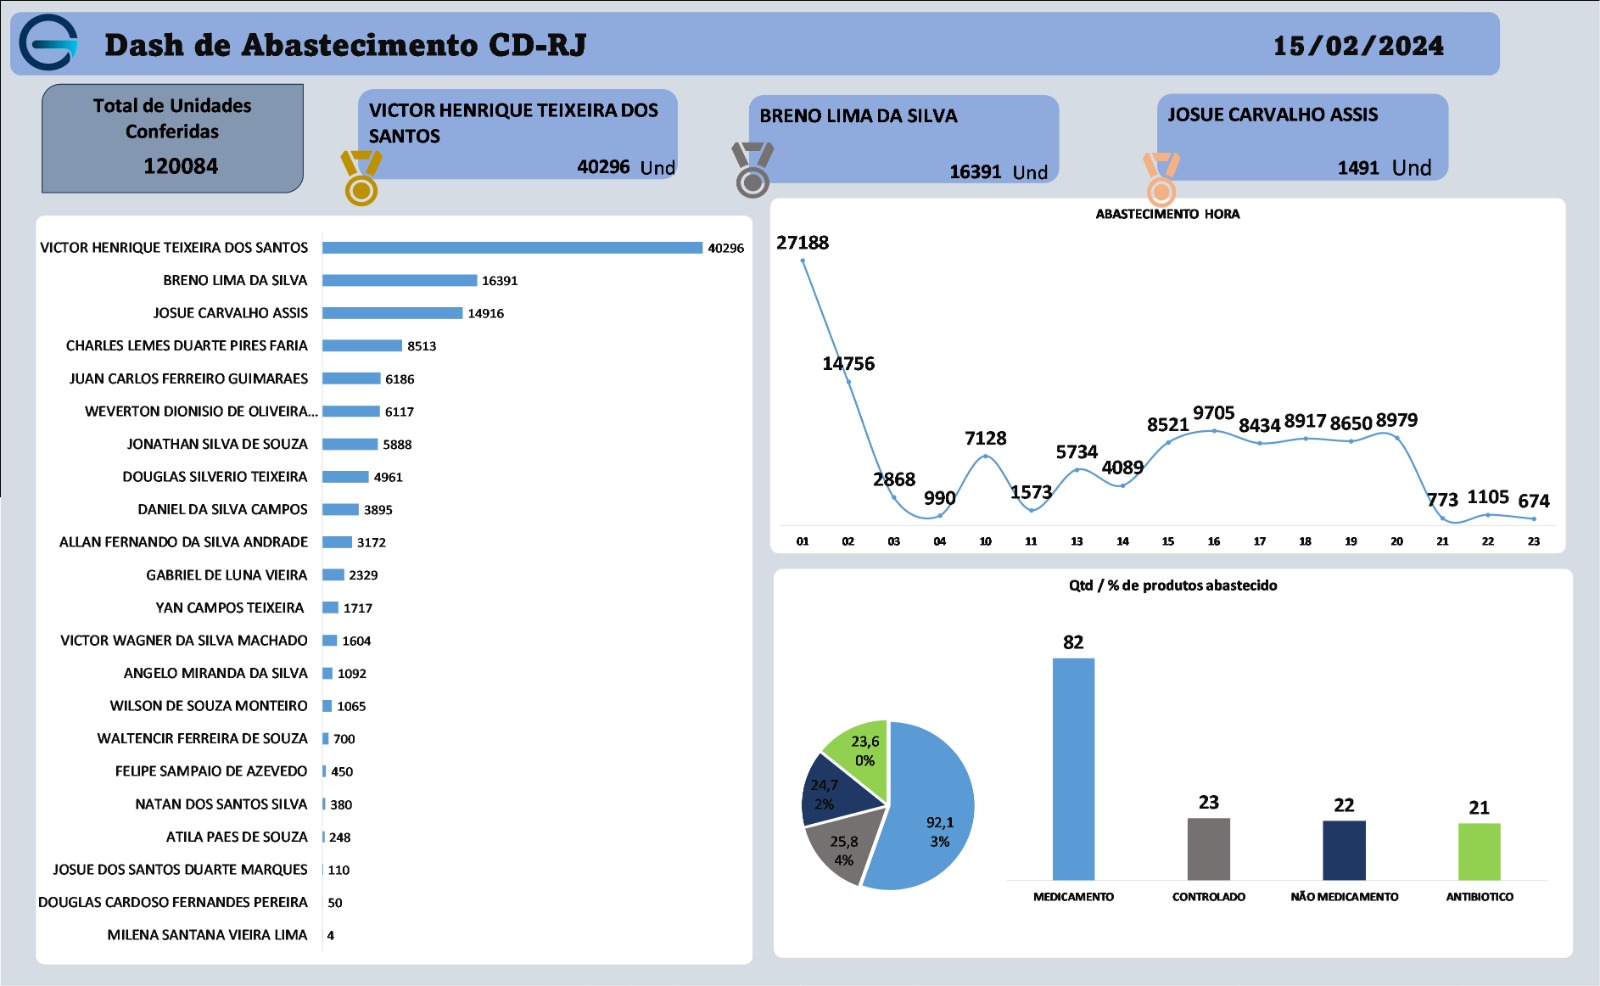 Dash de Abastecimento CD-RJ
15/02/2024
Total de Unidades
Conferidas
120084
VICTOR HENRIQUE TEIXEIRA DOS
SANTOS
40296 Und
BRENO LIMA DA SILVA
16391 Und
JOSUE CARVALHO ASSIS
1491 Und
VICTOR HENRIQUE TEIXEIRA DOS SANTOS 40296
BRENO LIMA DA SILVA 16391
JOSUE CARVALHO ASSIS 14916
CHARLES LEMES DUARTE PIRES FARIA 8513
JUAN CARLOS FERREIRO GUIMARAES 6186
WEVERTON DIONISIO DE OLIVEIRA... 6117
JONATHAN SILVA DE SOUZA 5888
DOUGLAS SILVERIO TEIXEIRA 4961
DANIEL DA SILVA CAMPOS 3895
ALLAN FERNANDO DA SILVA ANDRADE 3172
GABRIEL DE LUNA VIEIRA 2329
YAN CAMPOS TEIXEIRA 1717
VICTOR WAGNER DA SILVA MACHADO 1604
ANGELO MIRANDA DA SILVA 1092
WILSON DE SOUZA MONTEIRO 1065
WALTENCIR FERREIRA DE SOUZA 700
FELIPE SAMPAIO DE AZEVEDO 450
NATAN DOS SANTOS SILVA 380
ATILA PAES DE SOUZA 248
JOSUE DOS SANTOS DUARTE MARQUES 110
DOUGLAS CARDOSO FERNANDES PEREIRA 50
MILENA SANTANA VIEIRA LIMA 4
ABASTECIMENTO HORA
27188 14756 2868 990 7128 1573 5734 4089 8521 9705 8434 8917 8650 8979 773 1105 674
01 02 03 04 10 11 13 14 15 16 17 18 19 20 21 22 23
Qtd / % de produtos abastecido
23,6
0%
24,7
2%
25,8
4%
92,1
3%
82 23 22 21
MEDICAMENTO CONTROLADO NÃO MEDICAMENTO ANTIBIOTICO